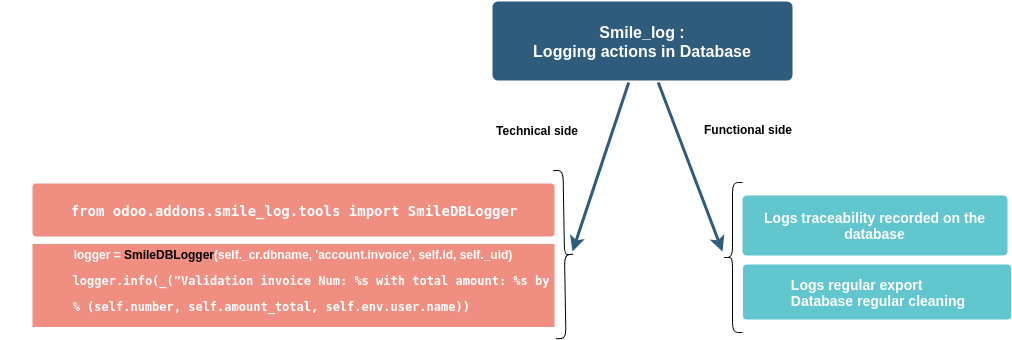 Smile_log :
Logging actions in Database
Technical side
Functional side
from odoo.addons.smile_log.tools import SmileDBLogger
logger = SmileDBLogger(self._cr.dbname, 'account.invoice', self.id, self._uid)
logger.info(_("Validation invoice Num: %s with total amount: %s by
% (self.number, self.amount_total, self.env.user.name))
Logs traceability recorded on the
database
Logs regular export
Database regular cleaning